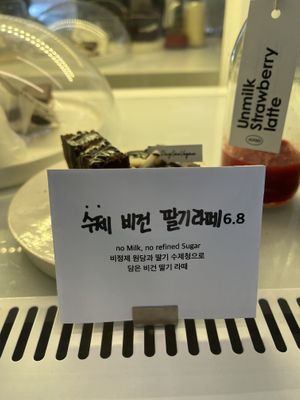 Unmilk
Strawberry
latte
수제 비건 딸기라떼 6.8
no Milk, no refined Sugar
비정제 원당과 딸기 수제청으로
담은 비건 딸기 라떼